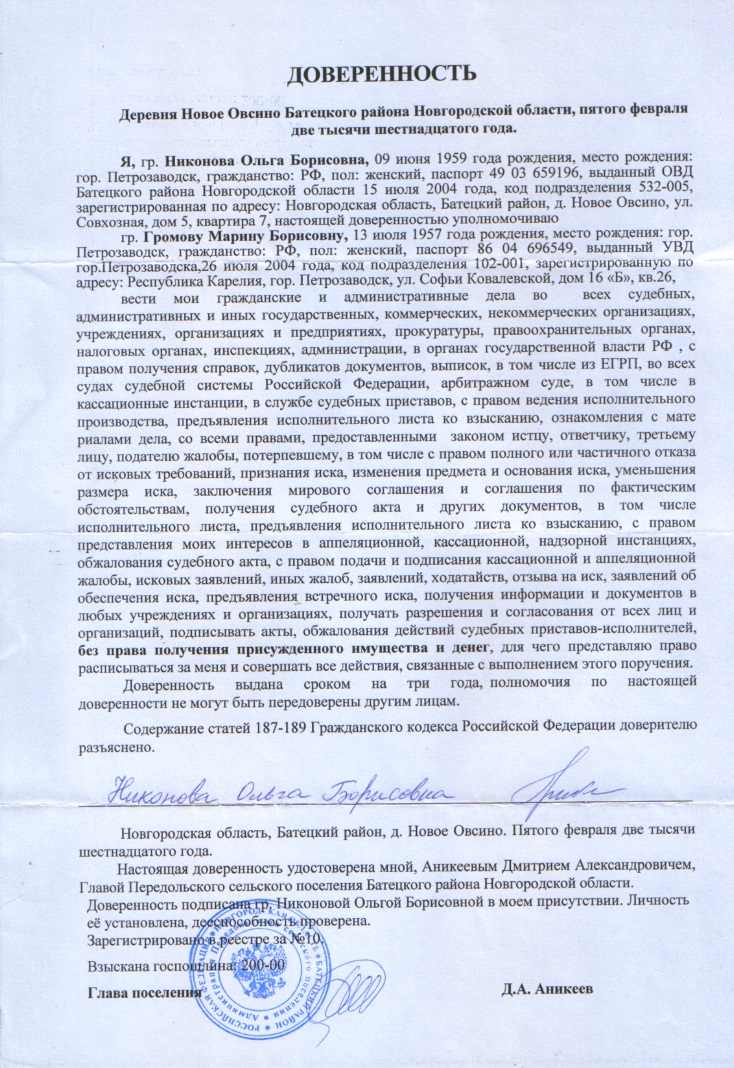 ДОВЕРЕННОСТЬ
Деревня Новое Овсино Батецкого района Новгородской области, пятого февраля
две тысячи шестнадцатого года.
Я, гр. Никонова Ольга Борисовна, 09 июня 1959 года рождения, место рождения:
гор. Петрозаводск, гражданство: РФ, пол: женский, паспорт 49 03 659196, выданный ОВД
Батецкого района Новгородской области 15 июля 2004 года, код подразделения 532-005,
зарегистрированная по адресу: Новгородская область, Батецкий район, д. Новое Овсино, ул.
Совхозная, дом 5, квартира 7, настоящей доверенностью уполномочиваю
гр. Громову Марину Борисовну, 13 июля 1957 года рождения, место рождения: гор.
Петрозаводск, гражданство: РФ, пол: женский, паспорт 86 04 696549, выданный УВД
гор.Петрозаводска,26 июля 2004 года, код подразделения 102-001, зарегистрированную по
адресу: Республика Карелия, гор. Петрозаводск, ул. Софьи Ковалевской, дом 16 «Б», кв.26,
вести мои гражданские и административные дела во всех судебных,
административных и иных государственных, коммерческих, некоммерческих организациях,
учреждениях, организациях и предприятиях, прокуратуры, правоохранительных органах,
налоговых органах, инспекциях, администрации, в органах государственной власти РФ , с
правом получения справок, дубликатов документов, выписок, в том числе из ЕГРП, во всех
судах судебной системы Российской Федерации, арбитражном суде, в том числе в
кассационные инстанции, в службе судебных приставов, с правом ведения исполнительного
производства, предъявления исполнительного листа ко взысканию, ознакомления с мате
риалами дела, со всеми правами, предоставленными законом истцу, ответчику, третьему
лицу, подателю жалобы, потерпевшему, в том числе с правом полного или частичного отказа
от исковых требований, признания иска, изменения предмета и основания иска, уменьшения
размера иска, заключения мирового соглашения и соглашения по фактическим
обстоятельствам, получения судебного акта и других документов, в том числе
исполнительного листа, предъявления исполнительного листа ко взысканию, с правом
представления моих интересов в аппеляционной, кассационной, надзорной инстанциях,
обжалования судебного акта, с правом подачи и подписания кассационной и аппеляционной
жалобы, исковых заявлений, иных жалоб, заявлений, ходатайств, отзыва на иск, заявлений об
обеспечения иска, предъявления встречного иска, получения информации и документов в
любых учреждениях и организациях, получать разрешения и согласования от всех лиц и
организаций, подписывать акты, обжалования действий судебных приставов-исполнителей,
без права получения присужденного имущества и денег, для чего представляю право
расписываться за меня и совершать все действия, связанные с выполнением этого поручения.
Доверенность выдана сроком на три года, полномочия по настоящей
доверенности не могут быть передоверены другим лицам.
Содержание статей 187-189 Гражданского кодекса Российской Федерации доверителю
разъяснено.
Никонова Ольга Борисовна
Новгородская область, Батецкий район, д. Новое Овсино. Пятого февраля две тысячи
шестнадцатого года.
Настоящая доверенность удостоверена мной, Аникеевым Дмитрием Александровичем,
Главой Передольского сельского поселения Батецкого района Новгородской области.
Доверенность подписана гр. Никоновой Ольгой Борисовной в моем присутствии. Личность
её установлена, дееспособность проверена.
Зарегистрировано в реестре за №10.
Взыскана госпошлина: 200-00
Глава поселения Д.А. Аникеев